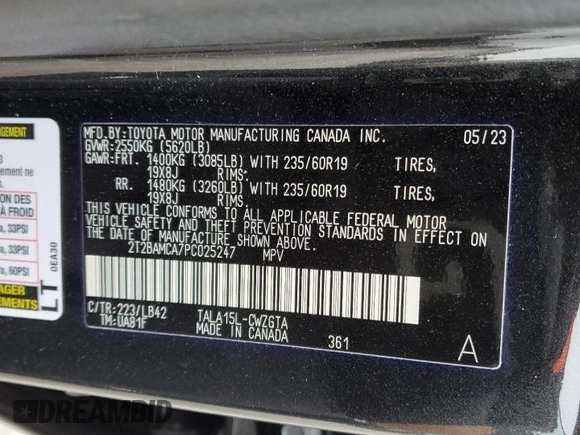 MFD.BY:TOYOTA MOTOR MANUFACTURING CANADA INC. 05/23
GVWR:2550KG (5620LB)
GAWR:FRT. 1400KG (3085LB) WITH 235/60R19 TIRES,
19X8J RIMS,
RR. 1480KG (3260LB) WITH 235/60R19 TIRES,
19X8J RIMS,
THIS VEHICLE CONFORMS TO ALL APPLICABLE FEDERAL MOTOR
VEHICLE SAFETY AND THEFT PREVENTION STANDARDS IN EFFECT ON
THE DATE OF MANUFACTURE SHOWN ABOVE.
2T2BAMCA7PC025247 MPV
C/TR:223/LB42 TALA15L-CWZGTA
TM:UA81F MADE IN CANADA 361 A
ement ne
ION DES
À FROID
a, 33PSI
a, 33PSI
a, 60PSI
LT 0EA30
AGER
EMENTS
DREAMBID